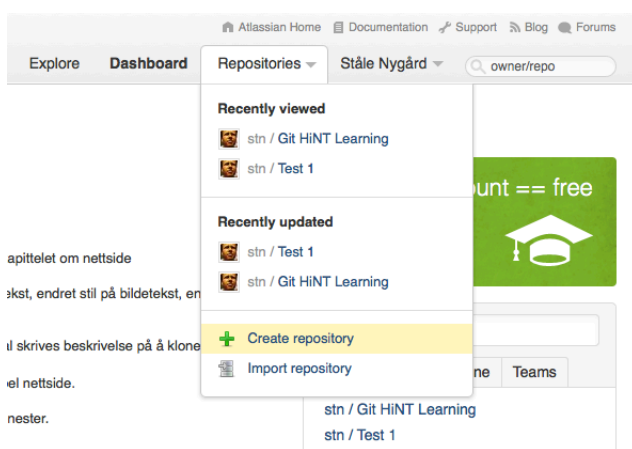 Atlassian Home Documentation Support Blog Forums
Explore Dashboard Repositories Ståle Nygård owner/repo
Recently viewed
stn / Git HiNT Learning
stn / Test 1
unt == free
Recently updated
stn / Test 1
stn / Git HiNT Learning
apittelet om nettside
ekst, endret stil på bildetekst, en
Create repository
al skrives beskrivelse på å klone
Import repository
ne Teams
el nettside.
stn / Git HiNT Learning
nester.
stn / Test 1